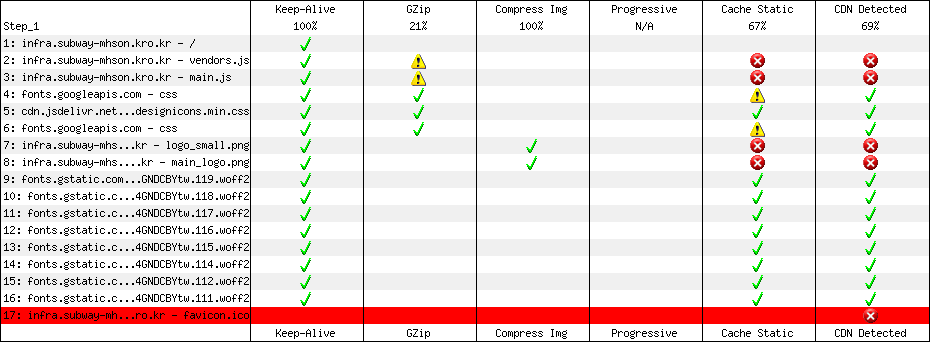 Keep-Alive GZip Compress Img Progressive Cache Static CDN Detected
Step_1 100% 21% 100% N/A 67% 69%
1: infra.subway-mhson.kro.kr - /
2: infra.subway-mhson.kro.kr - vendors.js
3: infra.subway-mhson.kro.kr - main.js
4: fonts.googleapis.com - css
5: cdn.jsdelivr.net...designicons.min.css
6: fonts.googleapis.com - css
7: infra.subway-mhs....kr - logo_small.png
8: infra.subway-mhs....kr - main_logo.png
9: fonts.gstatic.com...GNDCBYtw.119.woff2
10: fonts.gstatic.c...4GNDCBYtw.118.woff2
11: fonts.gstatic.c...4GNDCBYtw.117.woff2
12: fonts.gstatic.c...4GNDCBYtw.116.woff2
13: fonts.gstatic.c...4GNDCBYtw.115.woff2
14: fonts.gstatic.c...4GNDCBYtw.114.woff2
15: fonts.gstatic.c...4GNDCBYtw.112.woff2
16: fonts.gstatic.c...4GNDCBYtw.111.woff2
17: infra.subway-mh...ro.kr - favicon.ico
Keep-Alive GZip Compress Img Progressive Cache Static CDN Detected